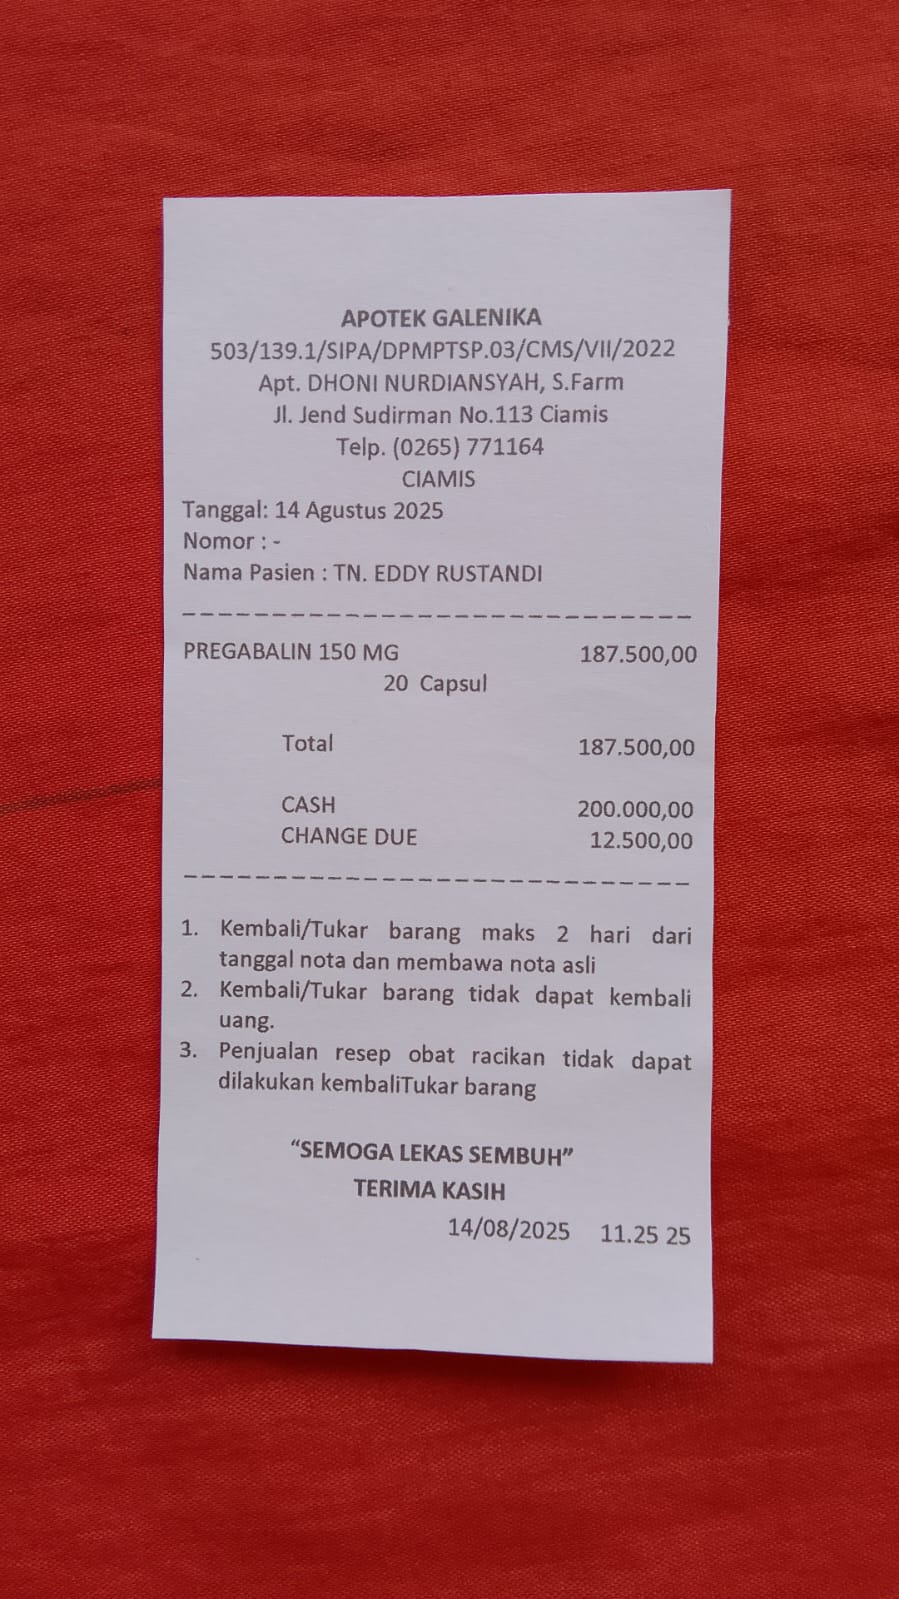 APOTEK GALENIKA
503/139.1/SIPA/DPMPTSP.03/CMS/VII/2022
Apt. DHONI NURDIANSYAH, S.Farm
Jl. Jend Sudirman No.113 Ciamis
Telp. (0265) 771164
CIAMIS
Tanggal: 14 Agustus 2025
Nomor : -
Nama Pasien : TN. EDDY RUSTANDI
PREGABALIN 150 MG 187.500,00
20 Capsul
Total 187.500,00
CASH 200.000,00
CHANGE DUE 12.500,00
1. Kembali/Tukar barang maks 2 hari dari
tanggal nota dan membawa nota asli
2. Kembali/Tukar barang tidak dapat kembali
uang.
3. Penjualan resep obat racikan tidak dapat
dilakukan kembaliTukar barang
“SEMOGA LEKAS SEMBUH”
TERIMA KASIH
14/08/2025 11.25 25